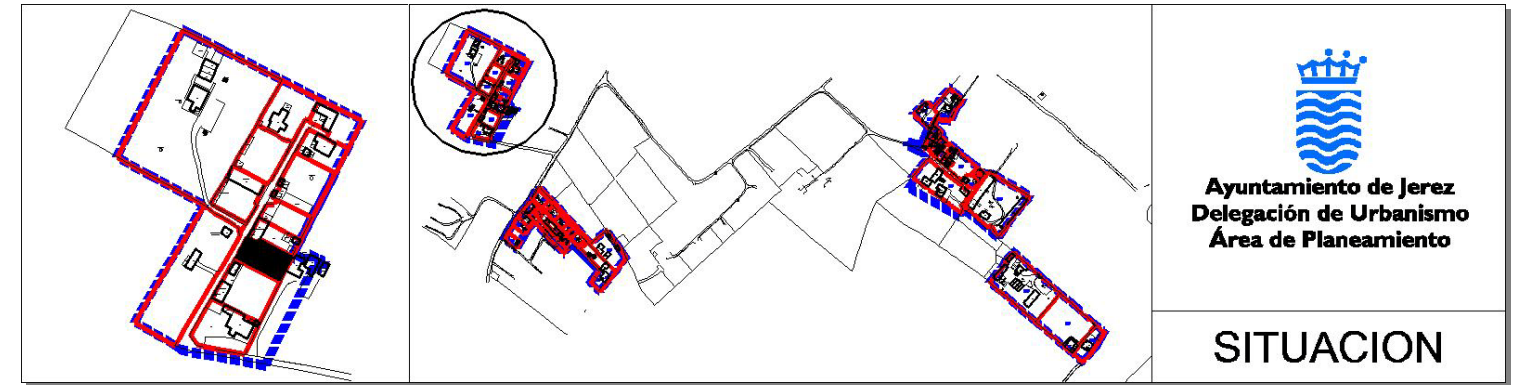 Ayuntamiento de Jerez
Delegación de Urbanismo
Área de Planeamiento
SITUACION